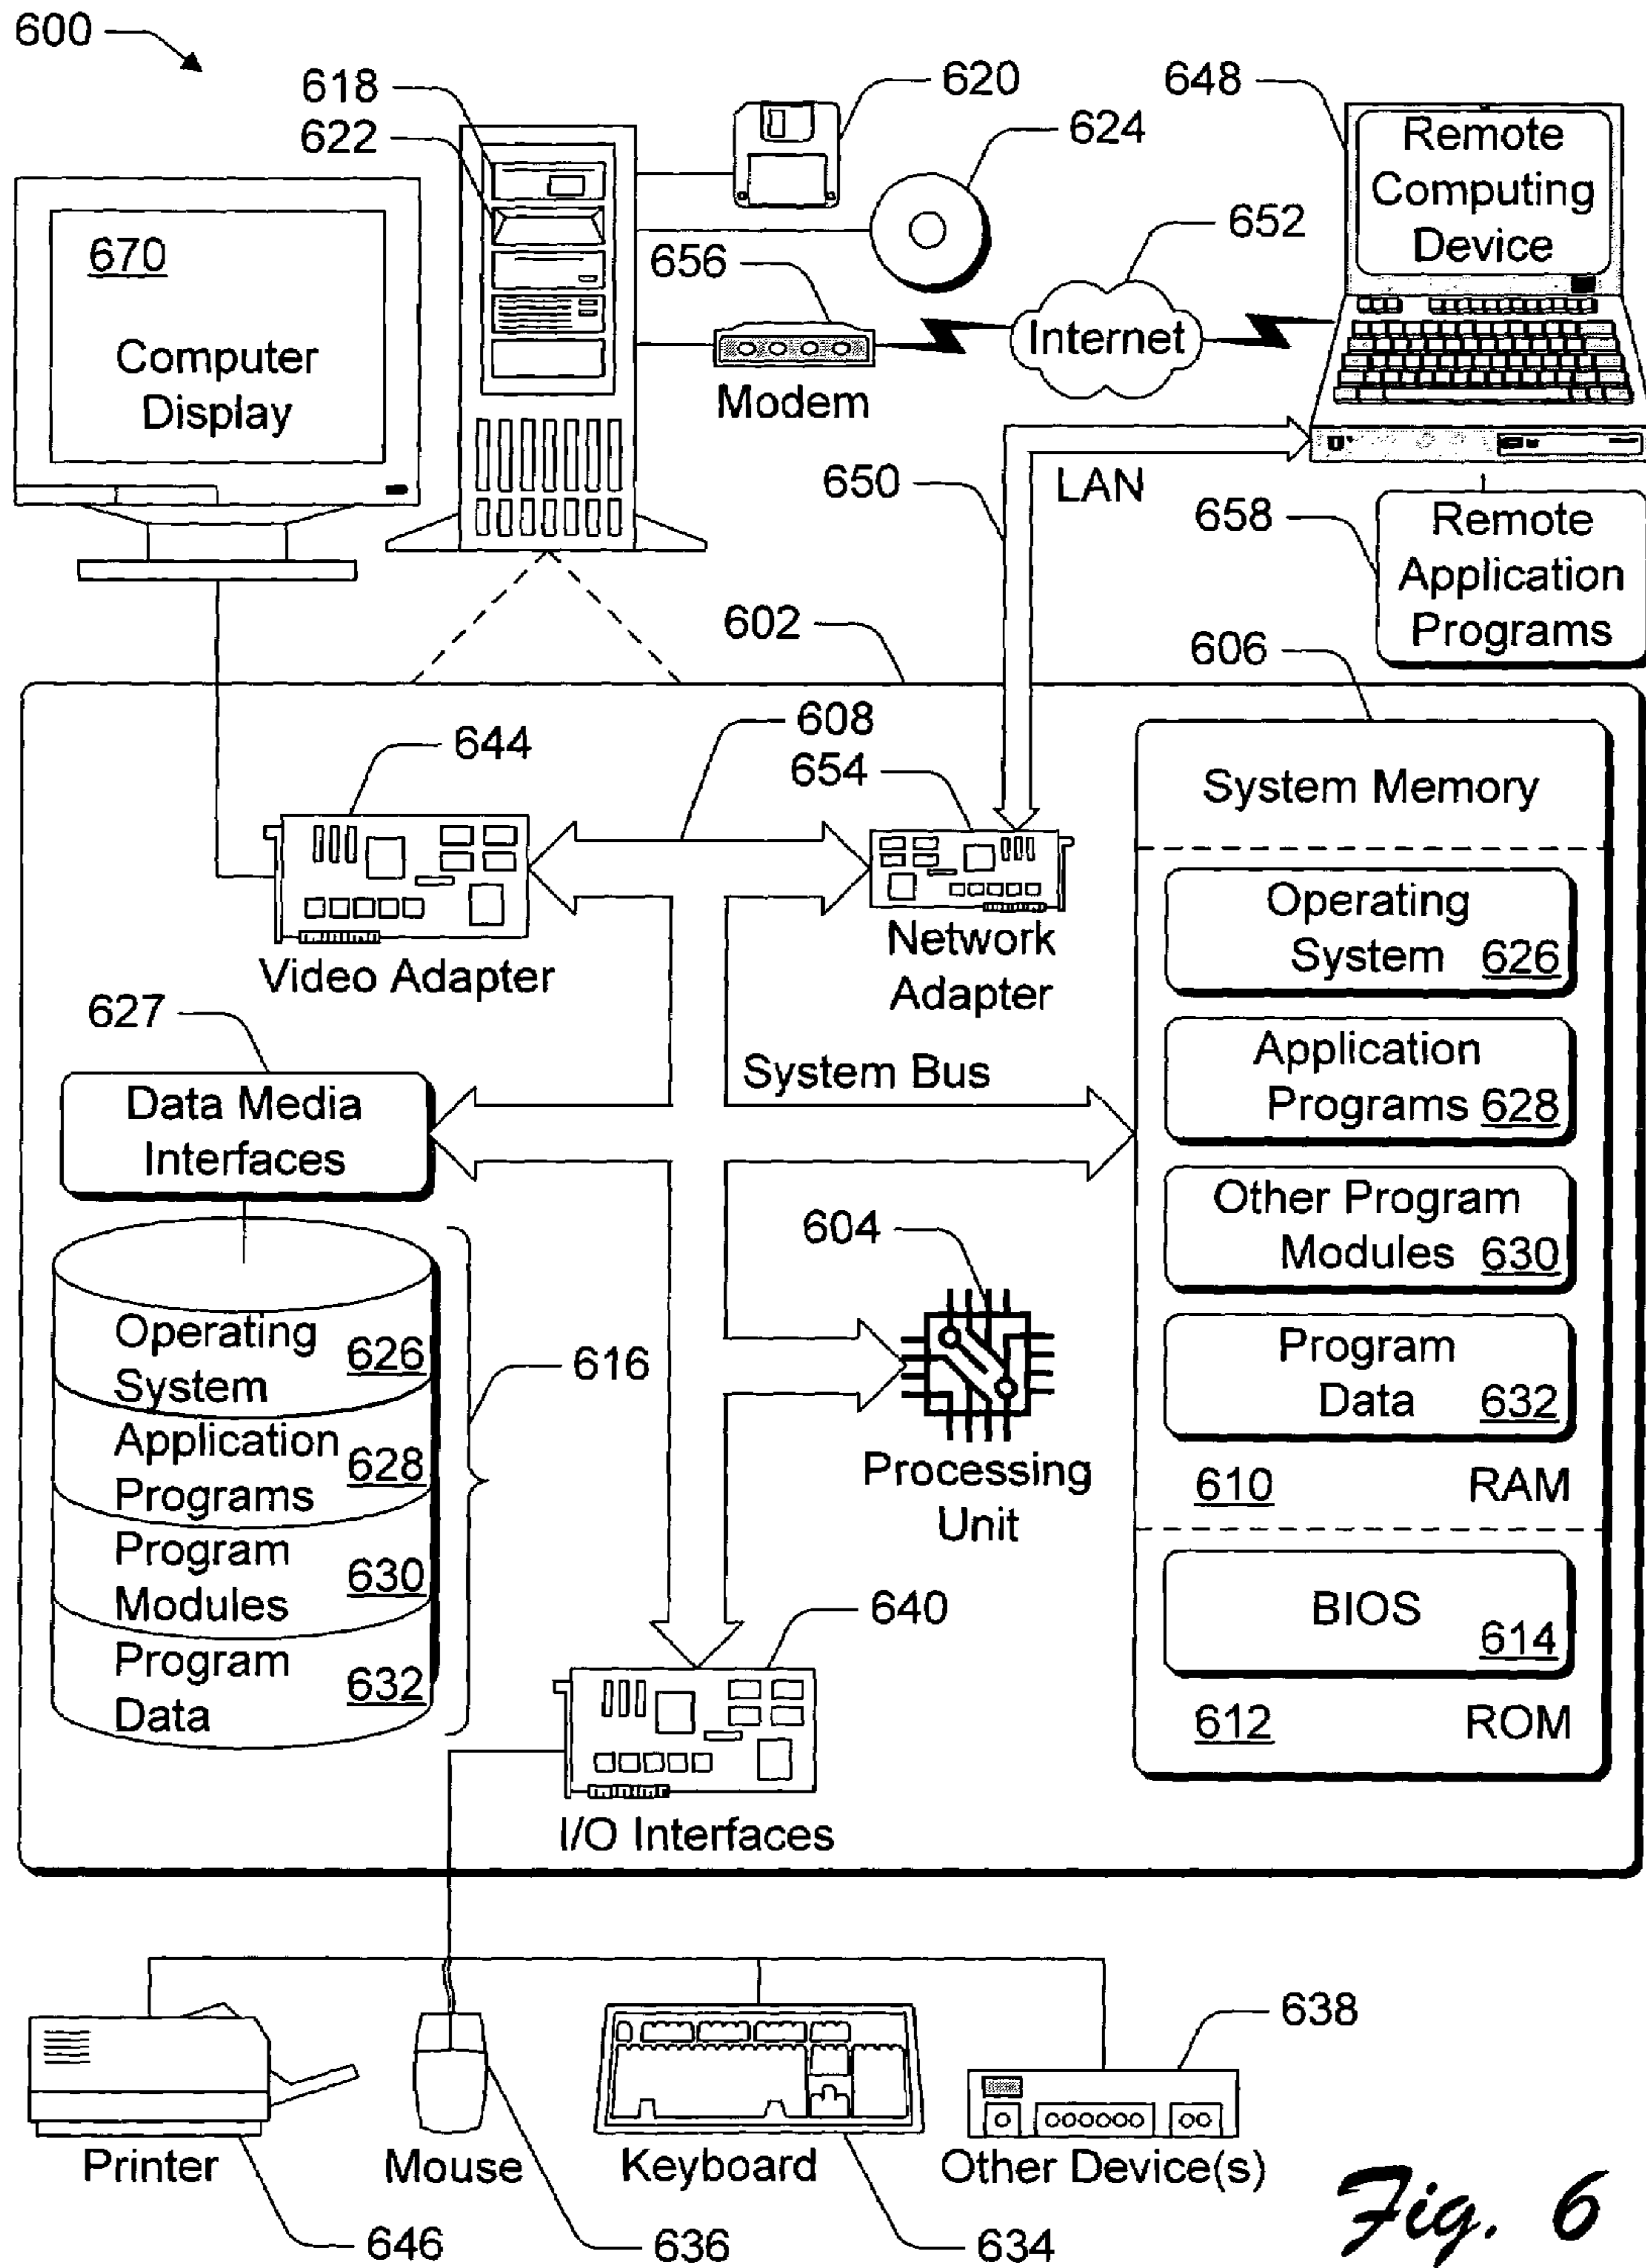 600
618
622
620
624
648
Remote
Computing
Device
670
Computer
Display
656
Modem
652
Internet
650
LAN
658
Remote
Application
Programs
602
606
608
644
654
Video Adapter
Network
Adapter
System Memory
Operating
System 626
Application
Programs 628
Other Program
Modules 630
Program
Data 632
610 RAM
BIOS
614
612 ROM
627
Data Media
Interfaces
System Bus
604
Processing
Unit
Operating
System 626
Application
Programs 628
Program
Modules 630
Program
Data 632
616
640
I/O Interfaces
638
Printer
Mouse
Keyboard
Other Device(s)
646
636
634
Fig. 6